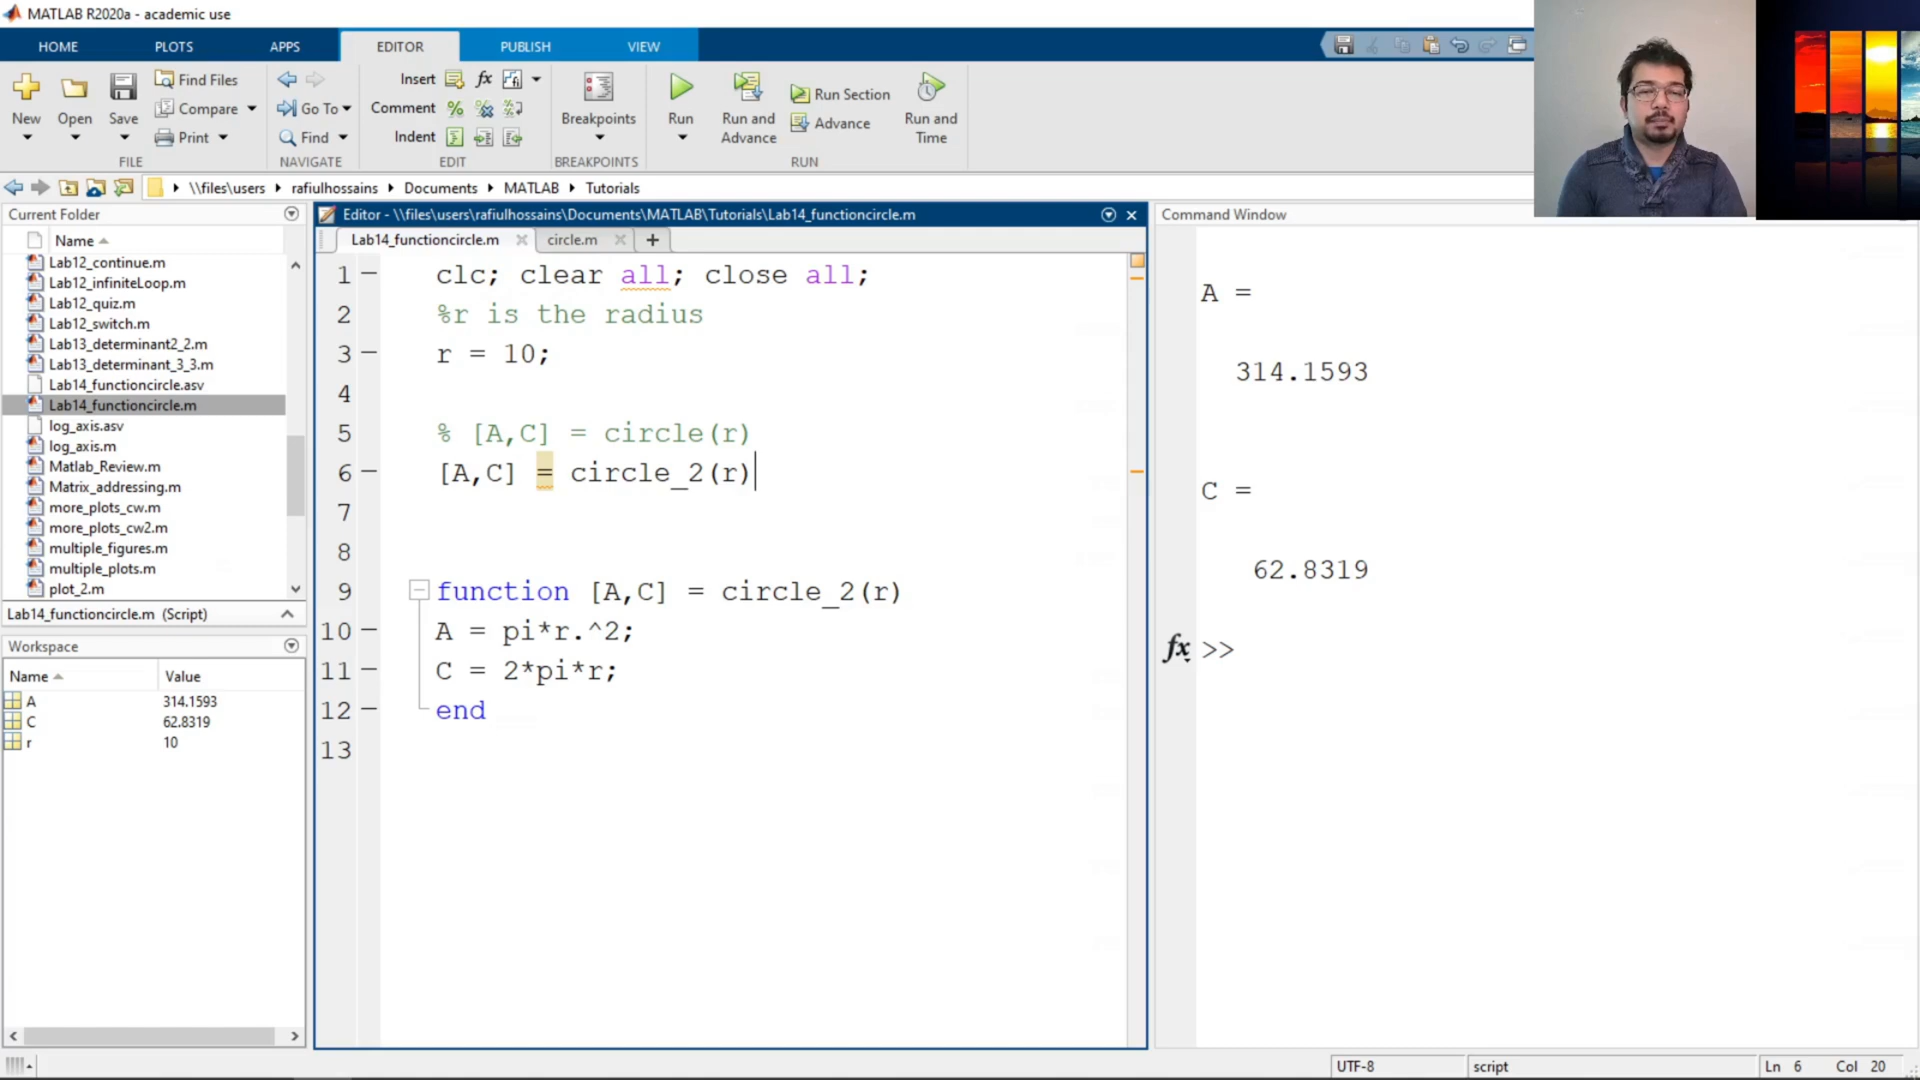 MATLAB R2020a - academic use
HOME PLOTS APPS EDITOR PUBLISH VIEW
New Open Save Find Files Compare Print
Go To Find
Insert fx Comment % Indent
Breakpoints
Run Run and Advance Run Section Advance Run and Time
FILE NAVIGATE EDIT BREAKPOINTS RUN
\\files\users rafiulhossains Documents MATLAB Tutorials
Current Folder
Name
Lab12_continue.m
Lab12_infiniteLoop.m
Lab12_quiz.m
Lab12_switch.m
Lab13_determinant2_2.m
Lab13_determinant_3_3.m
Lab14_functioncircle.asv
Lab14_functioncircle.m
log_axis.asv
log_axis.m
Matlab_Review.m
Matrix_addressing.m
more_plots_cw.m
more_plots_cw2.m
multiple_figures.m
multiple_plots.m
plot_2.m
Lab14_functioncircle.m (Script)
Workspace
Name Value
A 314.1593
C 62.8319
r 10
Editor - \\files\users\rafiulhossains\Documents\MATLAB\Tutorials\Lab14_functioncircle.m
Lab14_functioncircle.m circle.m +
1 clc; clear all; close all;
2 %r is the radius
3 r = 10;
4
5 % [A,C] = circle(r)
6 [A,C] = circle_2(r)
7
8
9 function [A,C] = circle_2(r)
10 A = pi*r.^2;
11 C = 2*pi*r;
12 end
13
Command Window
A =
314.1593
C =
62.8319
fx >>
UTF-8 script Ln 6 Col 20